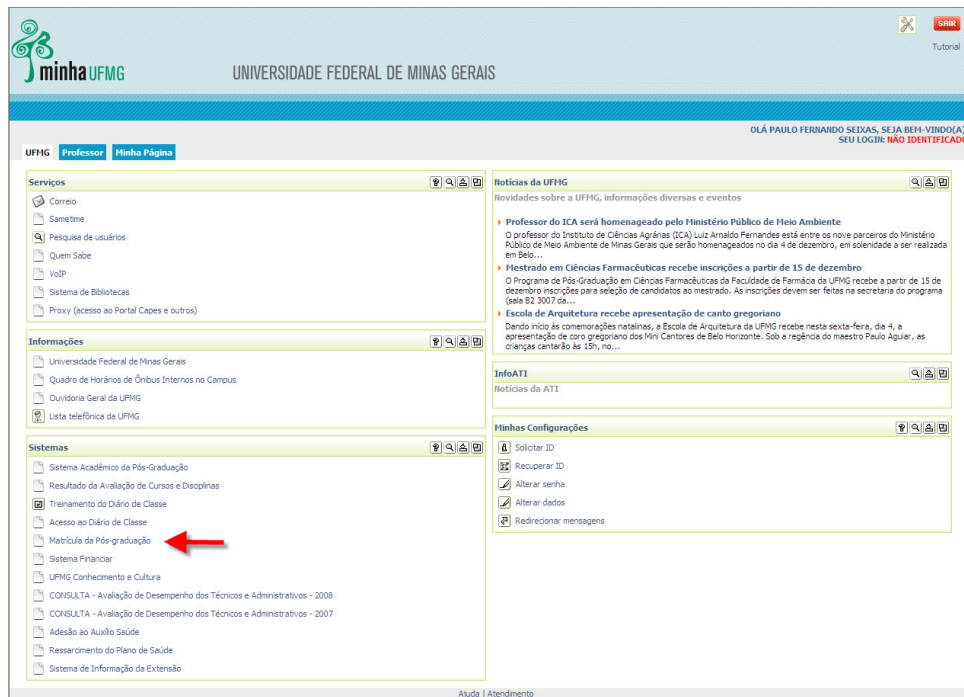 SAIR
Tutorial
minha UFMG
UNIVERSIDADE FEDERAL DE MINAS GERAIS
OLÁ PAULO FERNANDO SEIXAS, SEJA BEM-VINDO(A)
SEU LOGIN: NÃO IDENTIFICADO
UFMG Professor Minha Página
Serviços
Correio
Sametime
Pesquisa de usuários
Quem Sabe
VoIP
Sistema de Bibliotecas
Proxy (acesso ao Portal Capes e outros)
Informações
Universidade Federal de Minas Gerais
Quadro de Horários de Ônibus Internos no Campus
Ouvidoria Geral da UFMG
Lista telefônica da UFMG
Sistemas
Sistema Acadêmico da Pós-Graduação
Resultado da Avaliação de Cursos e Disciplinas
Treinamento do Diário de Classe
Acesso ao Diário de Classe
Matrícula da Pós-graduação
Sistema Financiar
UFMG Conhecimento e Cultura
CONSULTA - Avaliação de Desempenho dos Técnicos e Administrativos - 2008
CONSULTA - Avaliação de Desempenho dos Técnicos e Administrativos - 2007
Adesão ao Auxílio Saúde
Ressarcimento do Plano de Saúde
Sistema de Informação da Extensão
Notícias da UFMG
Novidades sobre a UFMG, informações diversas e eventos
Professor do ICA será homenageado pelo Ministério Público de Meio Ambiente
O professor do Instituto de Ciências Agrárias (ICA) Luiz Arnaldo Fernandes está entre os nove parceiros do Ministério
Público de Meio Ambiente de Minas Gerais que serão homenageados no dia 4 de dezembro, em solenidade a ser realizada
em Belo...
Mestrado em Ciências Farmacêuticas recebe inscrições a partir de 15 de dezembro
O Programa de Pós-Graduação em Ciências Farmacêuticas da Faculdade de Farmácia da UFMG recebe a partir de 15 de
dezembro inscrições para seleção de candidatos ao mestrado. As inscrições devem ser feitas na secretaria do programa
(sala B2 3007 da...
Escola de Arquitetura recebe apresentação de canto gregoriano
Dando início às comemorações natalinas, a Escola de Arquitetura da UFMG recebe nesta sexta-feira, dia 4, a
apresentação de coro gregoriano dos Mini Cantores de Belo Horizonte. Sob a regência do maestro Paulo Aguiar, as
crianças cantarão às 15h, no...
InfoATI
Notícias da ATI
Minhas Configurações
Solicitar ID
Recuperar ID
Alterar senha
Alterar dados
Redirecionar mensagens
Ajuda | Atendimento